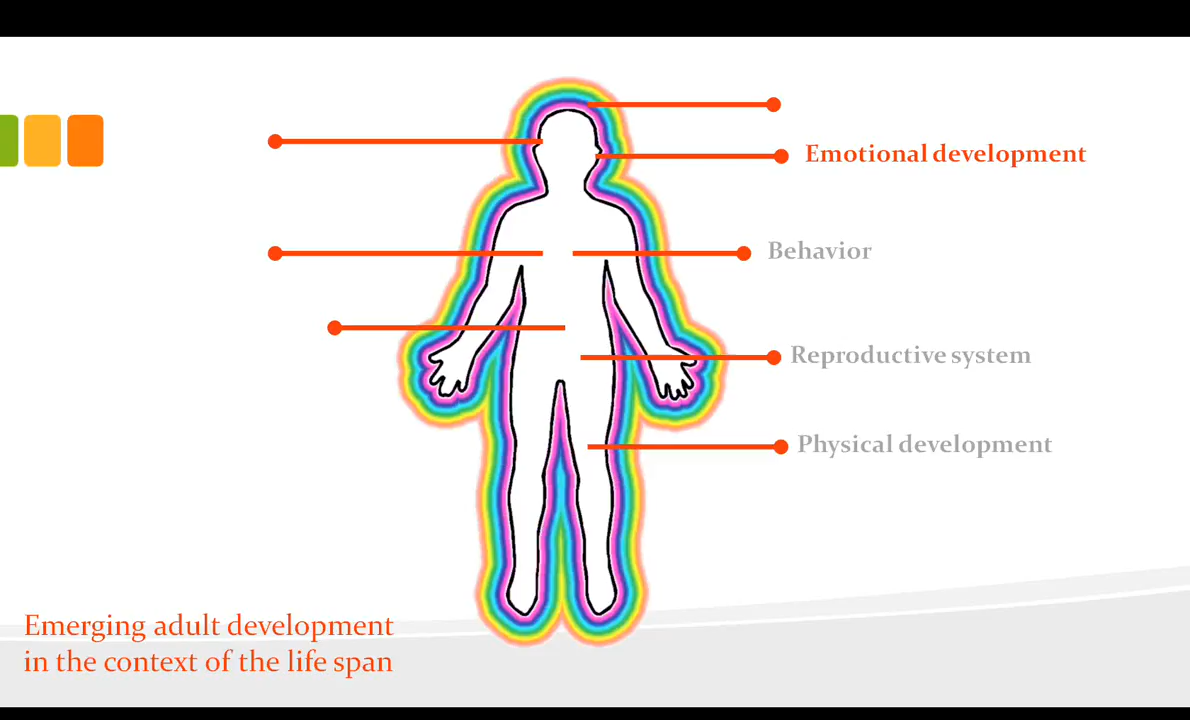 Emotional development
Behavior
Reproductive system
Physical development
Emerging adult development
in the context of the life span